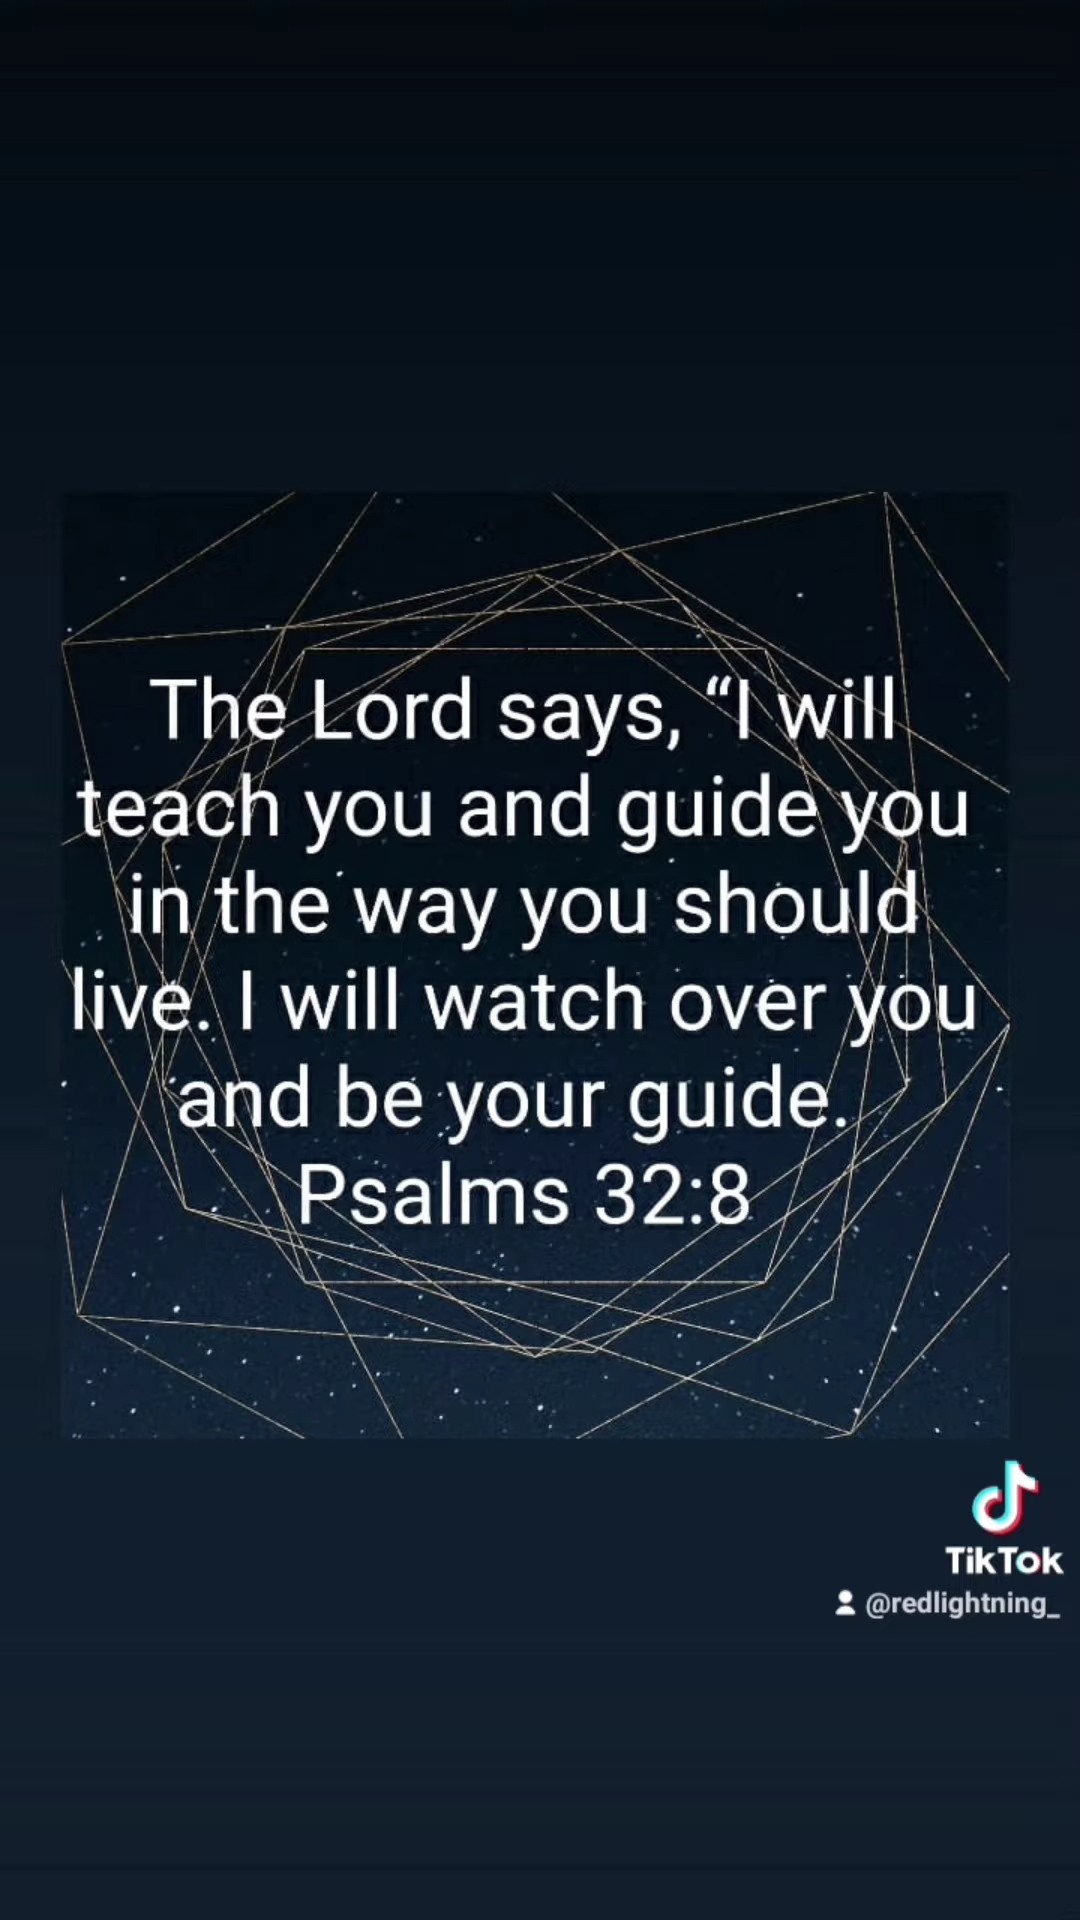 The Lord says, “I will
teach you and guide you
in the way you should
live. I will watch over you
and be your guide.
Psalms 32:8
TikTok
@redlightning_